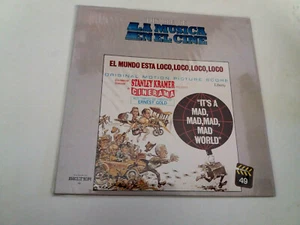 LA MUSICA
EN EL CINE
EL MUNDO ESTA LOCO, LOCO, LOCO, LOCO
ORIGINAL MOTION PICTURE SCORE
STANLEY KRAMER
CINERAMA
ERNEST GOLD
"IT'S A
MAD,
MAD, MAD,
MAD
WORLD"
BELTER
49